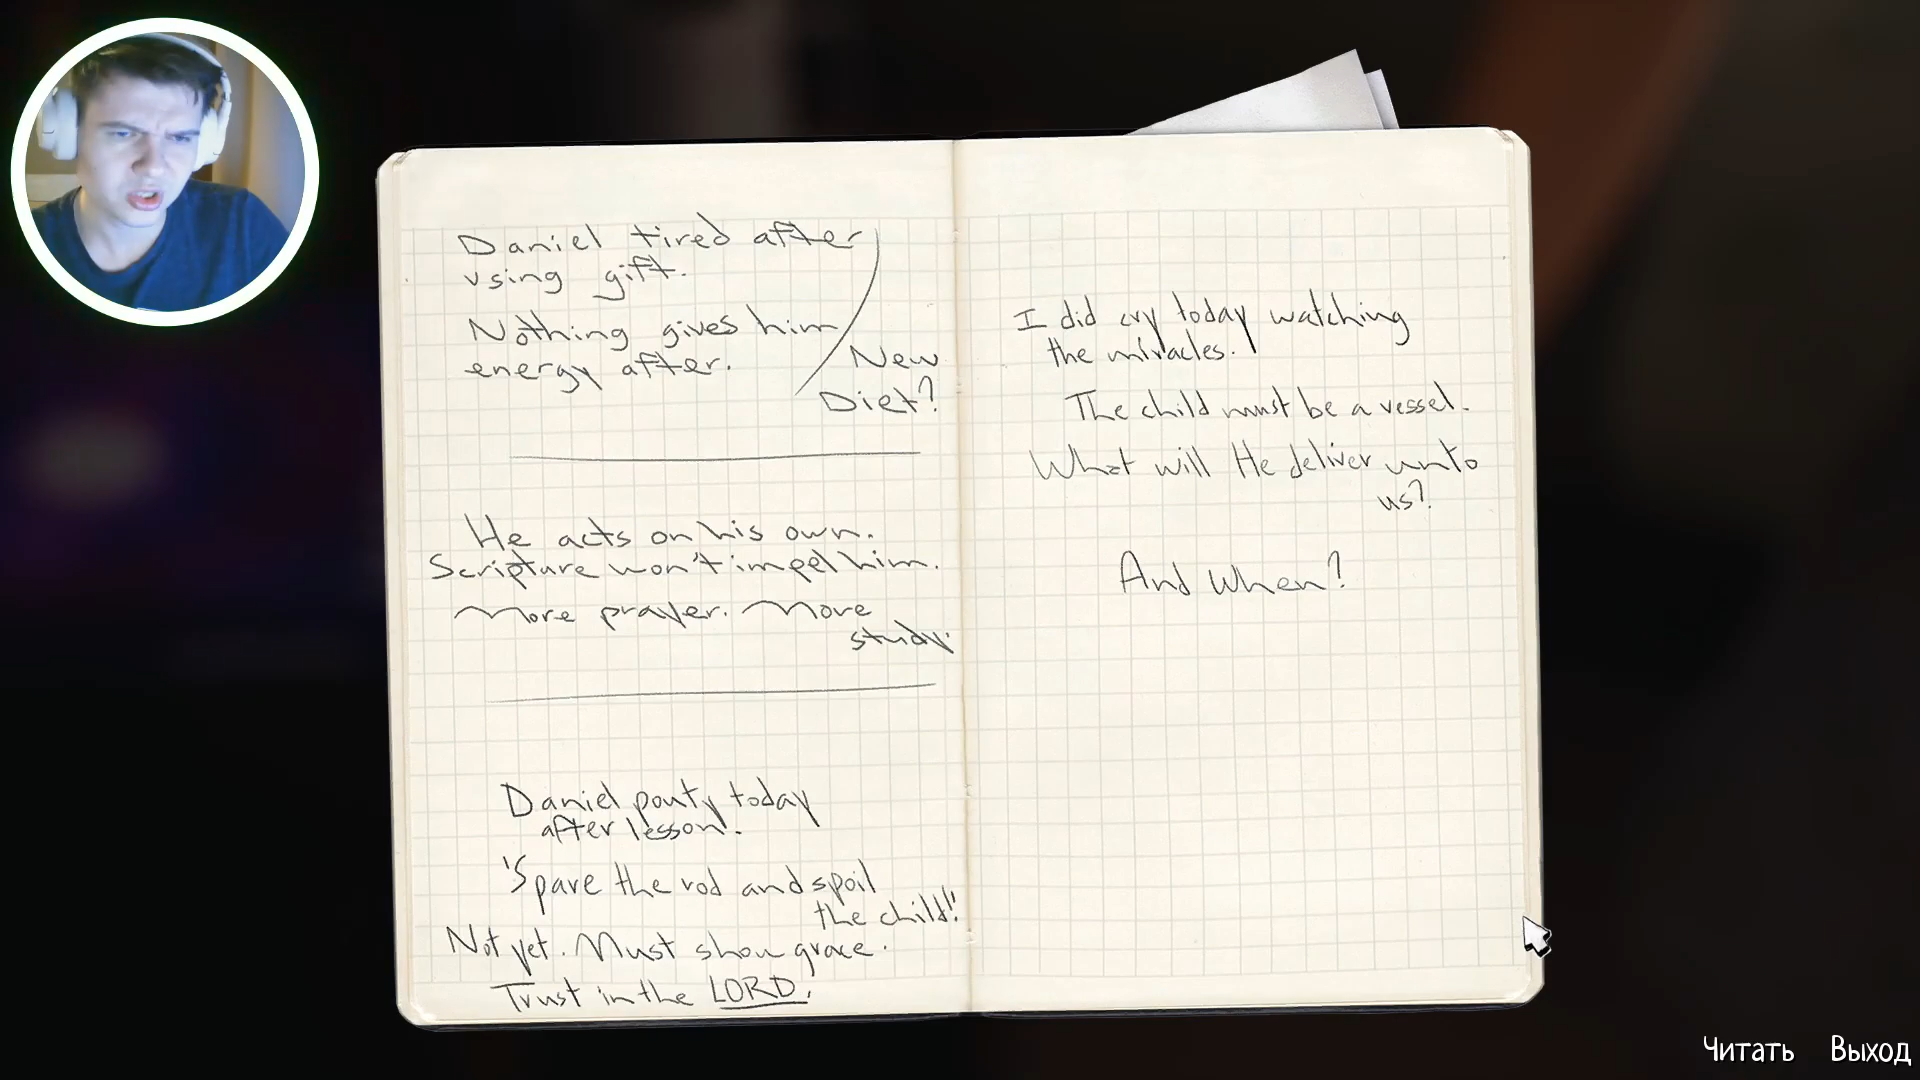 Daniel tired after
using gift.
Nothing gives him
energy after.
New
Diet?
He acts on his own.
Scripture won't impel him.
More prayer. More
study.
Daniel pouty today
after lesson.
'Spare the rod and spoil
the child!'
Not yet. Must show grace.
Trust in the LORD.
I did cry today watching
the miracles.
The child must be a vessel.
What will He deliver unto
us?
And When?
Читать Выход